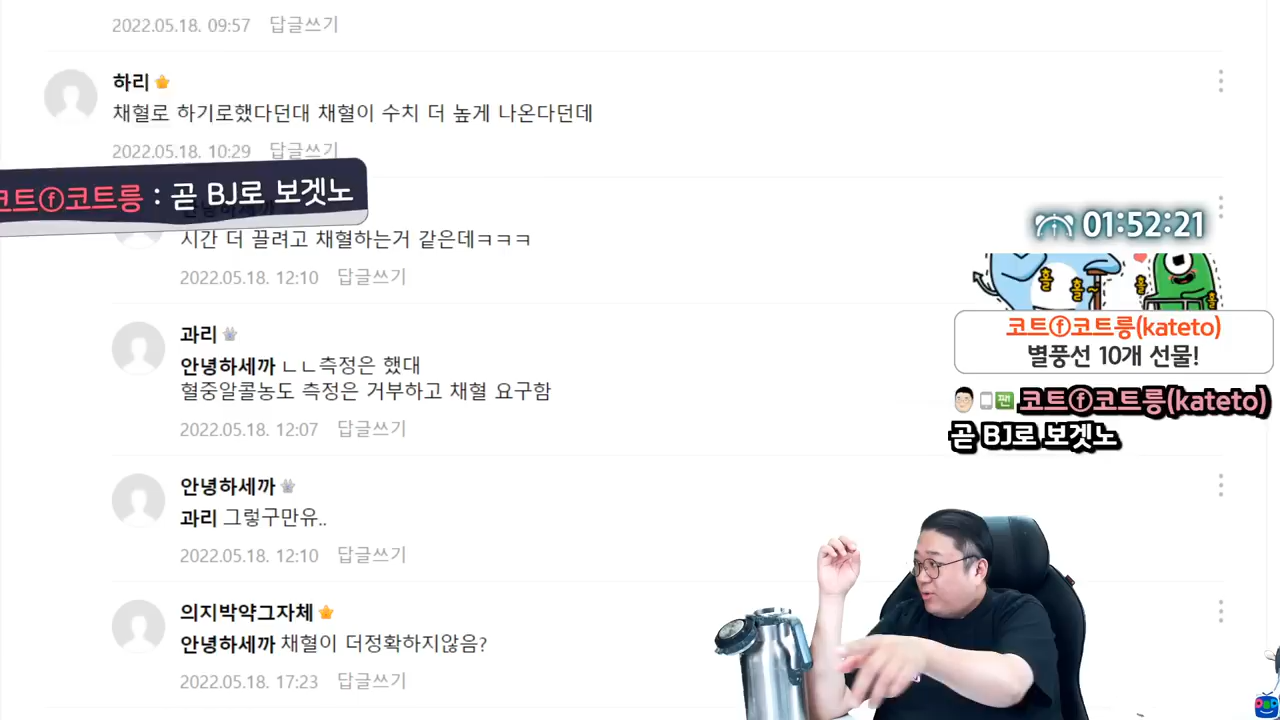 2022.05.18. 09:57 답글쓰기
하리
채혈로 하기로했다던대 채혈이 수치 더 높게 나온다던데
2022.05.18. 10:29 답글쓰기
코트ⓕ코트릉 : 곧 BJ로 보겟노
시간 더 끌려고 채혈하는거 같은데ㅋㅋㅋ
2022.05.18. 12:10 답글쓰기
과리
안녕하세까 ㄴㄴ측정은 했대
혈중알콜농도 측정은 거부하고 채혈 요구함
2022.05.18. 12:07 답글쓰기
안녕하세까
과리 그렇구만유..
2022.05.18. 12:10 답글쓰기
의지박약그자체
안녕하세까 채혈이 더정확하지않음?
2022.05.18. 17:23 답글쓰기
01:52:21
홀 홀~ 홀 홀
코트ⓕ코트릉(kateto)
별풍선 10개 선물!
팬 코트ⓕ코트릉(kateto)
곧 BJ로 보겟노